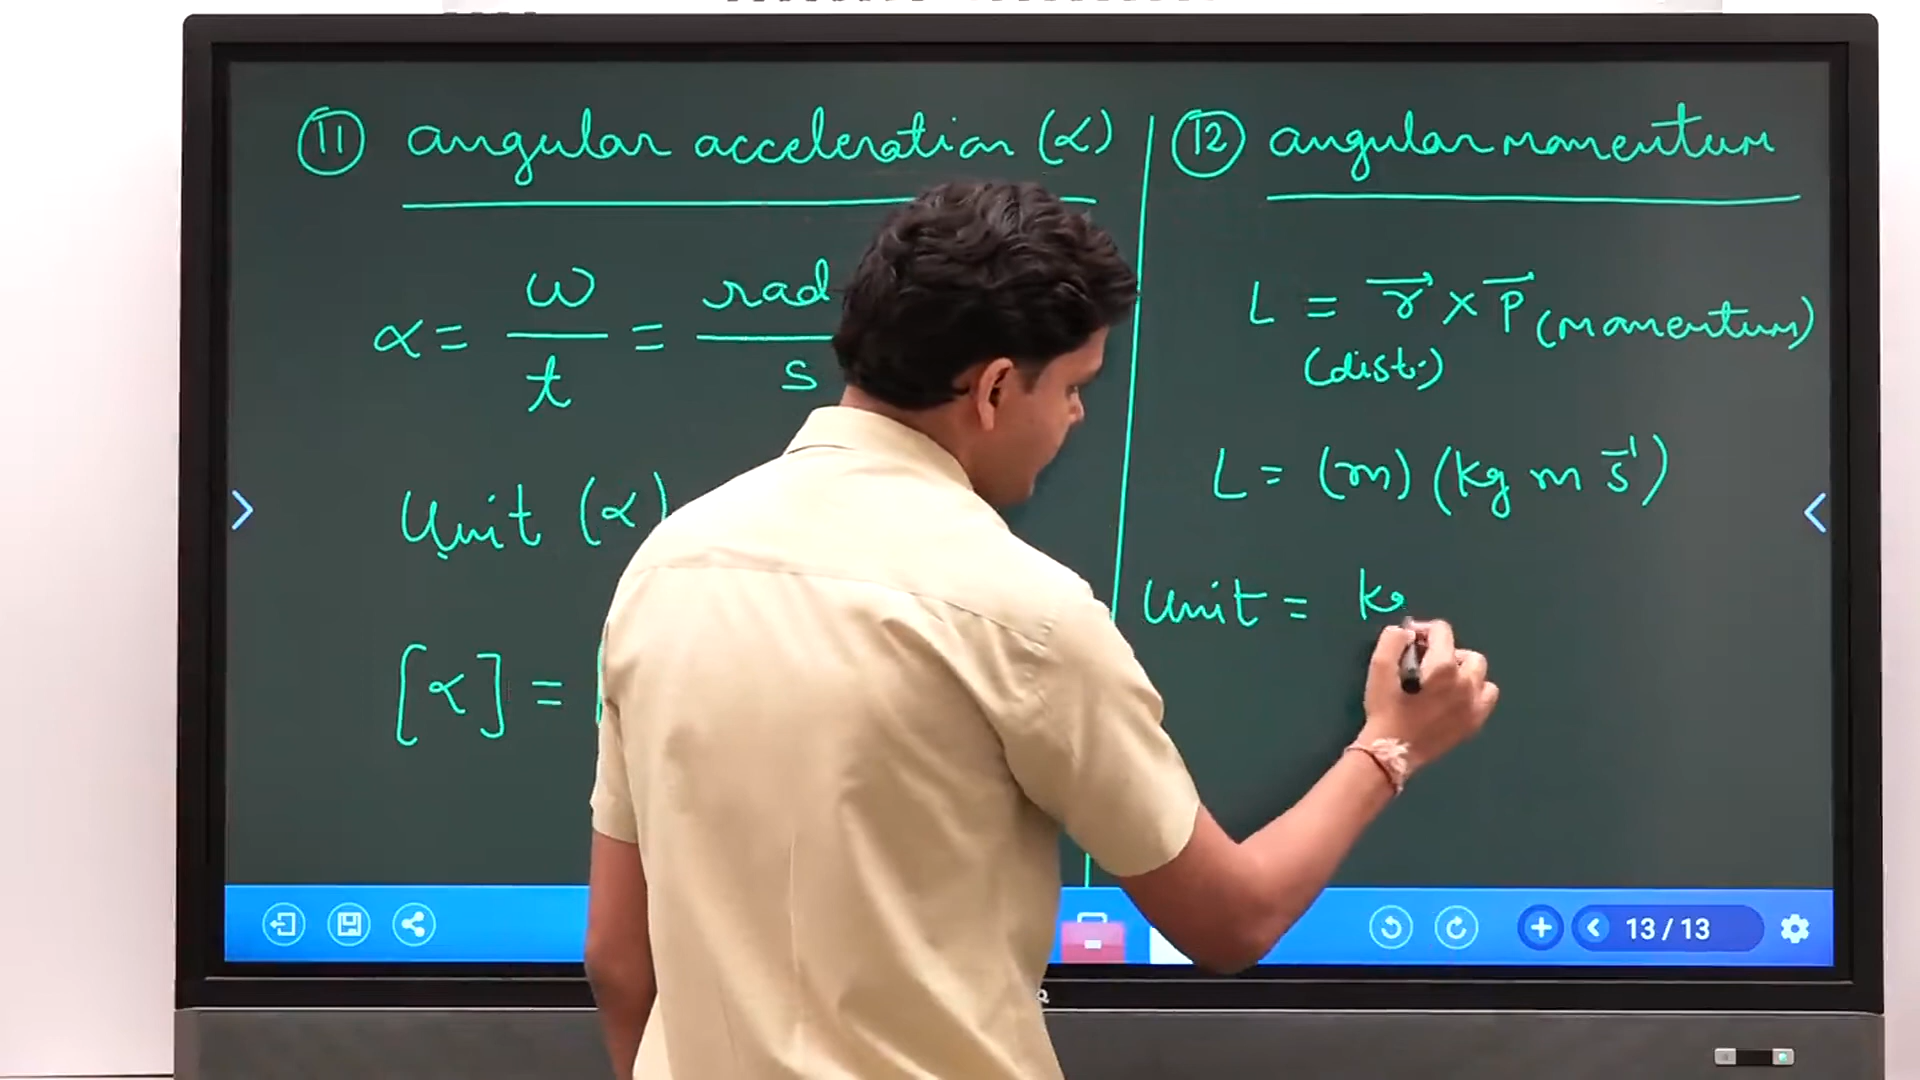 ⑪ angular acceleration (α)
α = ω/t = rad/s
Unit (α)
[α] =
⑫ angular momentum
L = r⃗ × p⃗ (momentum)
(dist.)
L = (m) (kg m s⁻¹)
Unit = kg
13 / 13